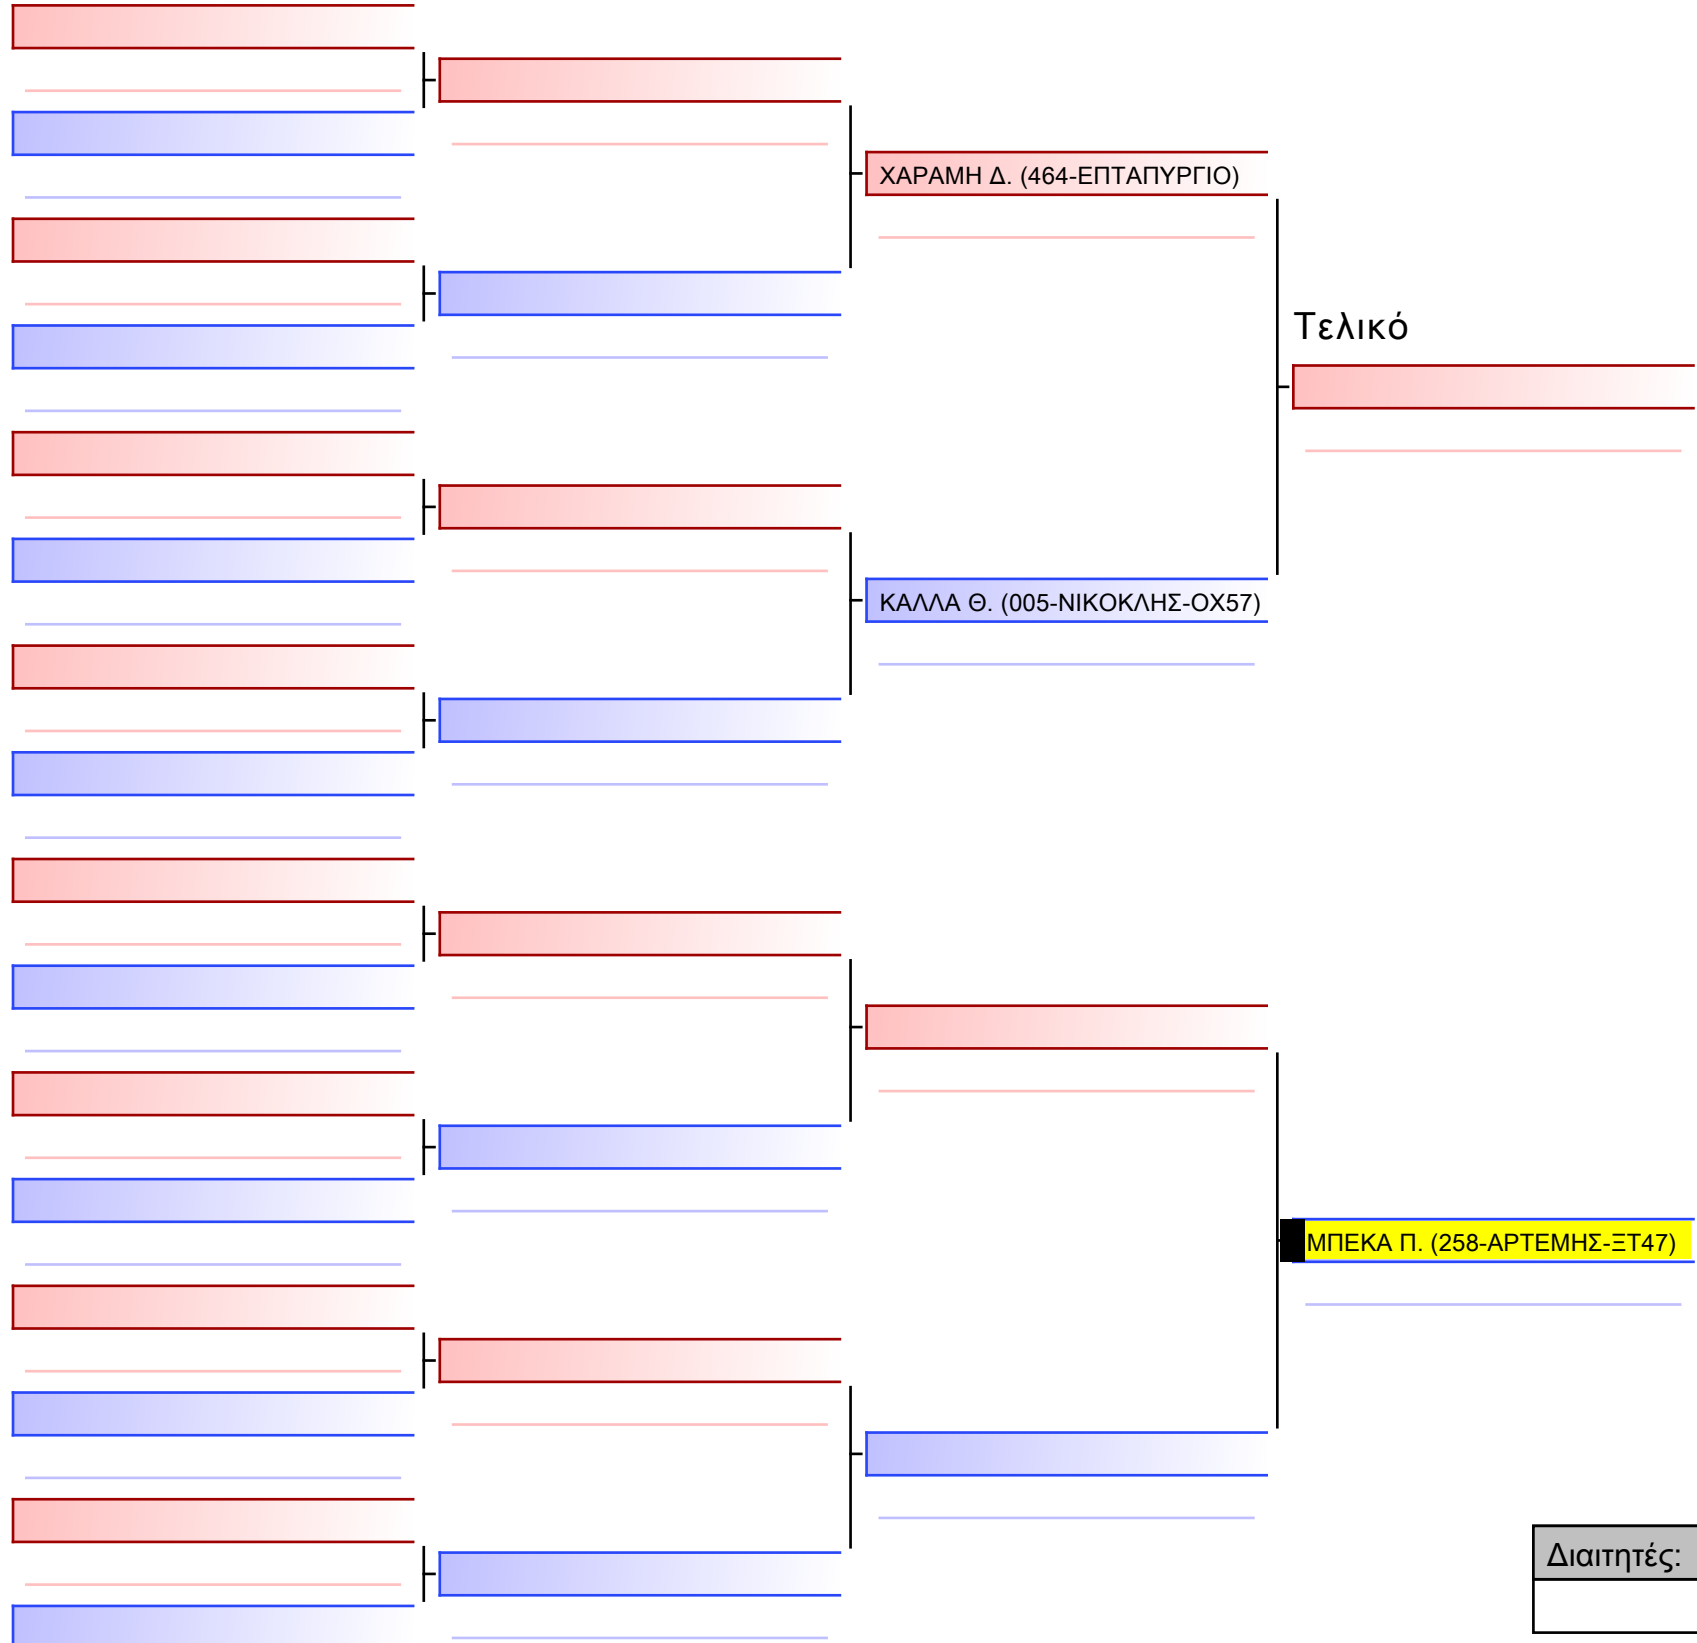 ΧΑΡΑΜΗ Δ. (464-ΕΠΤΑΠΥΡΓΙΟ)
Τελικό
ΚΑΛΛΑ Θ. (005-ΝΙΚΟΚΛΗΣ-ΟΧ57)
ΜΠΕΚΑ Π. (258-ΑΡΤΕΜΗΣ-ΞΤ47)
Διαιτητές: